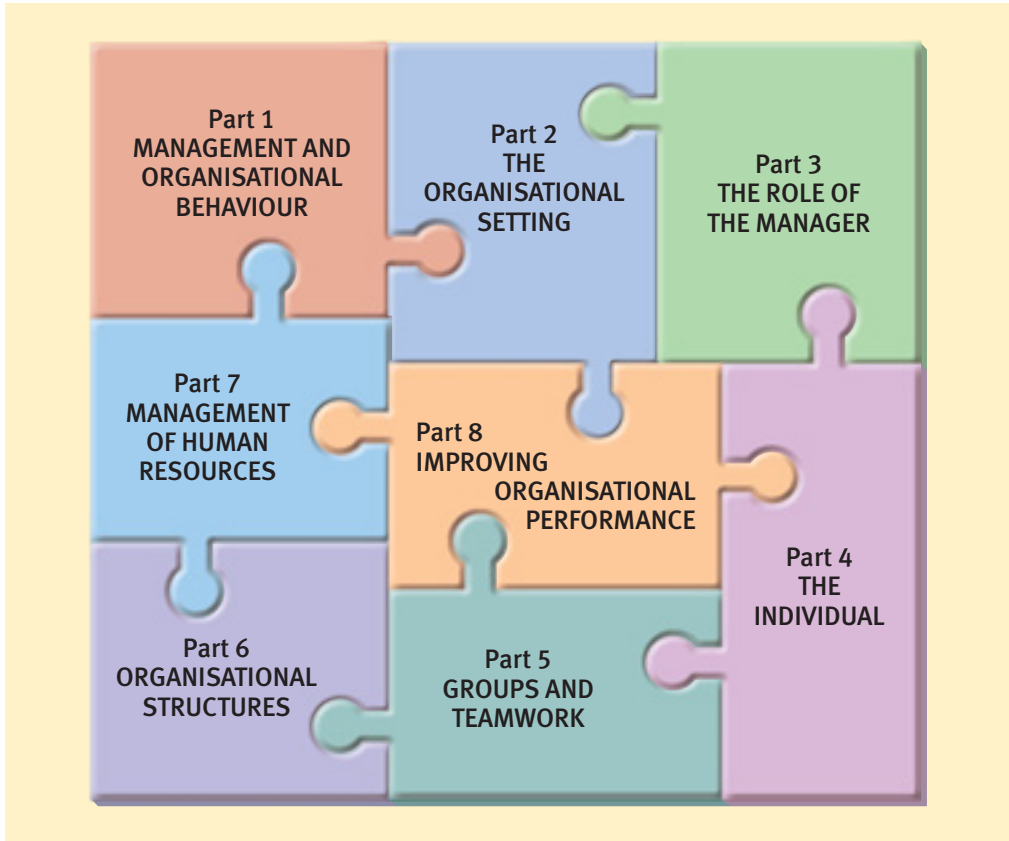 Part 1
MANAGEMENT AND
ORGANISATIONAL
BEHAVIOUR
Part 2
THE
ORGANISATIONAL
SETTING
Part 3
THE ROLE OF
THE MANAGER
Part 7
MANAGEMENT
OF HUMAN
RESOURCES
Part 8
IMPROVING
ORGANISATIONAL
PERFORMANCE
Part 4
THE
INDIVIDUAL
Part 6
ORGANISATIONAL
STRUCTURES
Part 5
GROUPS AND
TEAMWORK